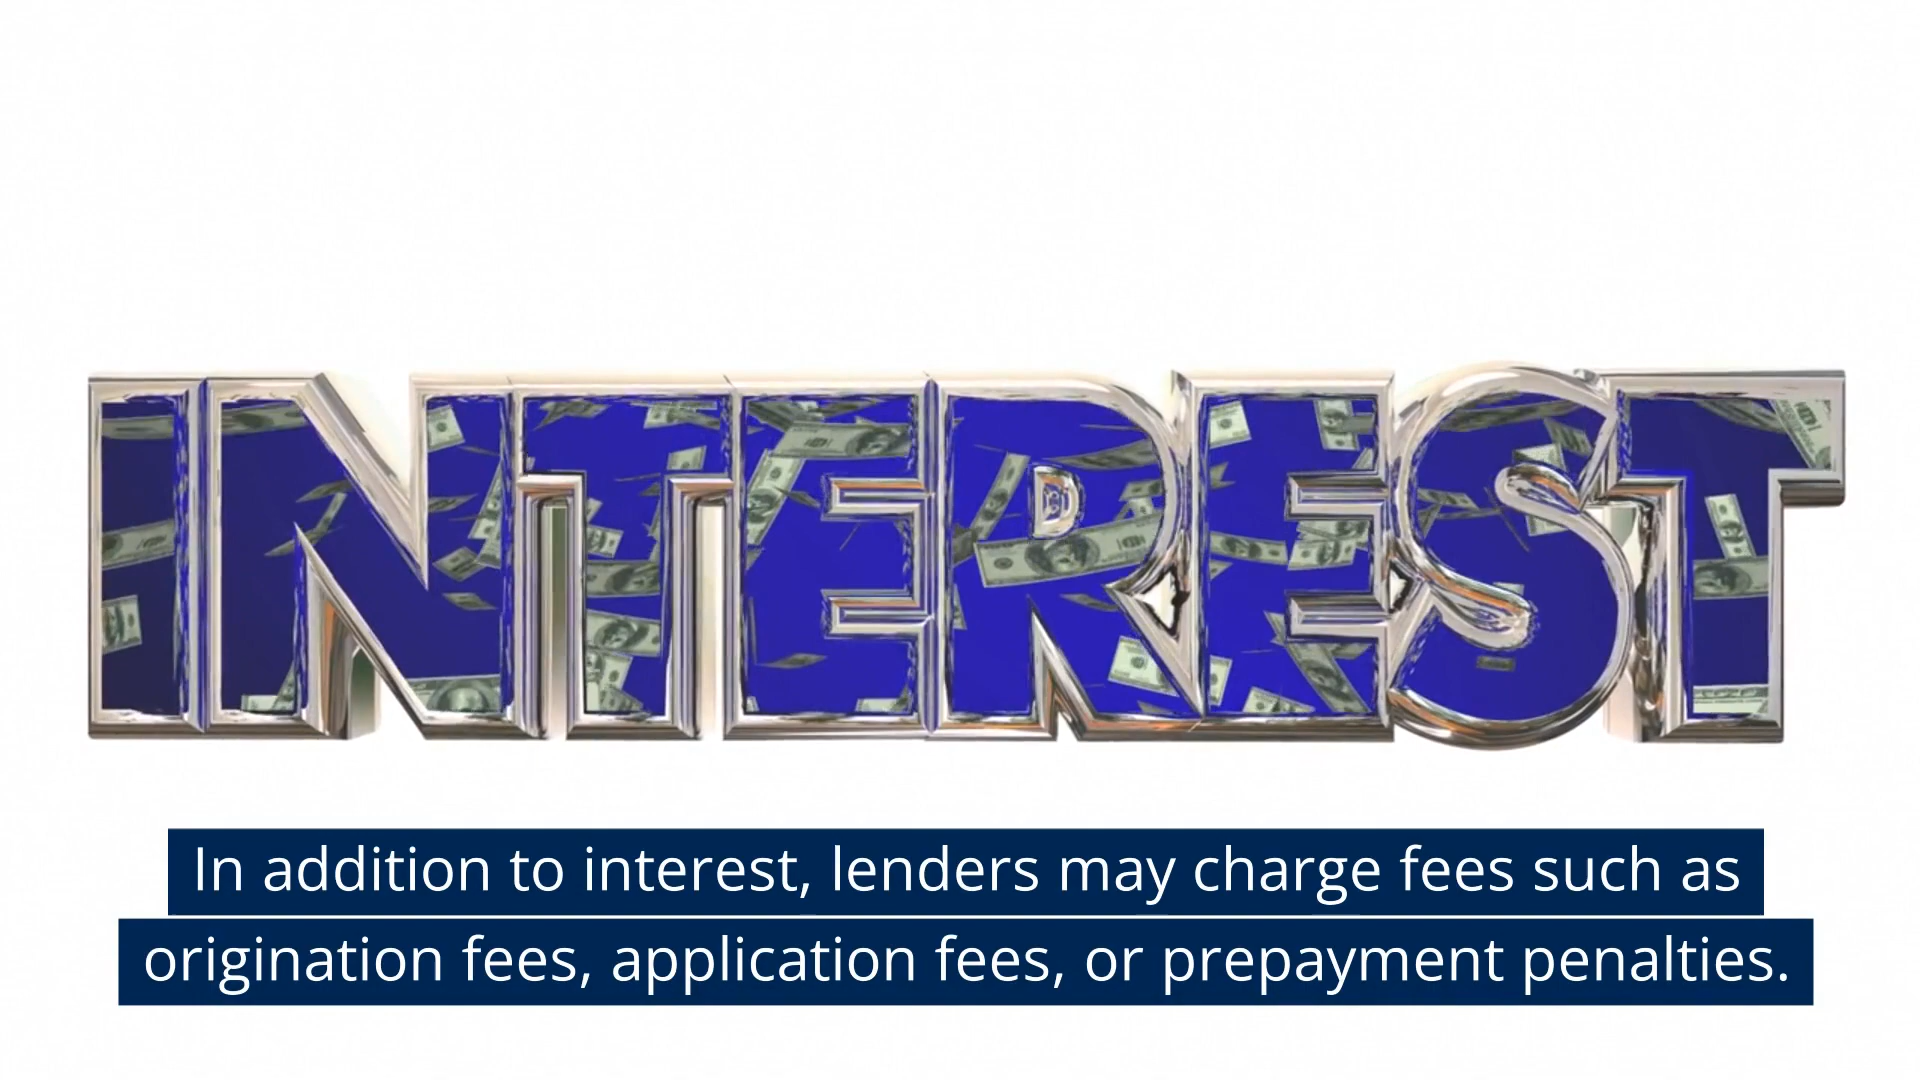 INTEREST
In addition to interest, lenders may charge fees such as
origination fees, application fees, or prepayment penalties.